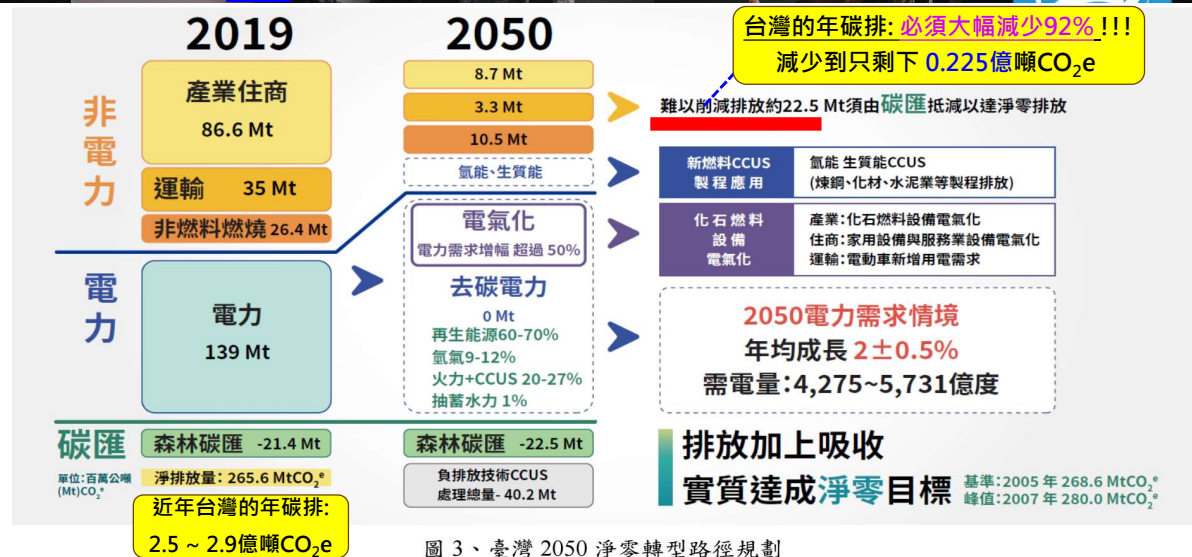 2019
2050
台灣的年碳排: 必須大幅減少92% !!!
減少到只剩下 0.225億噸CO₂e
非電力
產業住商
86.6 Mt
運輸 35 Mt
非燃料燃燒 26.4 Mt
8.7 Mt
3.3 Mt
10.5 Mt
氫能、生質能
難以削減排放約22.5 Mt須由碳匯抵減以達淨零排放
新燃料CCUS
製程應用
氫能 生質能CCUS
(煉鋼、化材、水泥業等製程排放)
電氣化
電力需求增幅 超過 50%
化石燃料
設備
電氣化
產業:化石燃料設備電氣化
住商:家用設備與服務業設備電氣化
運輸:電動車新增用電需求
電力
電力
139 Mt
去碳電力
0 Mt
再生能源60-70%
氫氣9-12%
火力+CCUS 20-27%
抽蓄水力 1%
2050電力需求情境
年均成長 2±0.5%
需電量:4,275~5,731億度
碳匯
單位:百萬公噸
(Mt)CO₂ᵉ
森林碳匯 -21.4 Mt
淨排放量: 265.6 MtCO₂ᵉ
森林碳匯 -22.5 Mt
負排放技術CCUS
處理總量- 40.2 Mt
排放加上吸收
實質達成淨零目標
基準:2005 年 268.6 MtCO₂ᵉ
峰值:2007 年 280.0 MtCO₂ᵉ
近年台灣的年碳排:
2.5 ~ 2.9億噸CO₂e
圖 3、臺灣 2050 淨零轉型路徑規劃